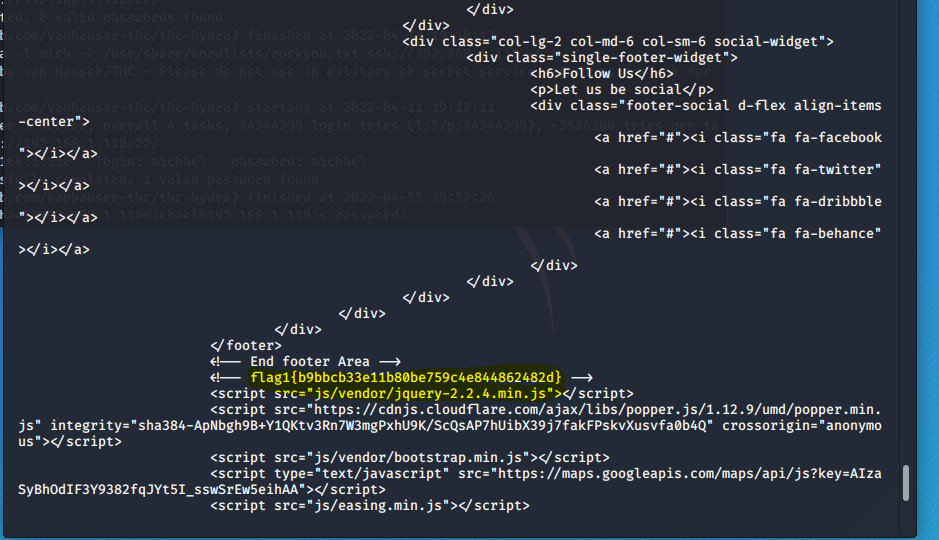 </div>
</div>
<div class="col-lg-2 col-md-6 col-sm-6 social-widget">
<div class="single-footer-widget">
<h6>Follow Us</h6>
<p>Let us be social</p>
<div class="footer-social d-flex align-items
-center">
<a href="#"><i class="fa fa-facebook
"></i></a>
<a href="#"><i class="fa fa-twitter"
></i></a>
<a href="#"><i class="fa fa-dribbble
"></i></a>
<a href="#"><i class="fa fa-behance"
></i></a>
</div>
</div>
</div>
</div>
</div>
</footer>
<!-- End footer Area -->
<!-- flag1{b9bbcb33e11b80be759c4e844862482d} -->
<script src="js/vendor/jquery-2.2.4.min.js"></script>
<script src="https://cdnjs.cloudflare.com/ajax/libs/popper.js/1.12.9/umd/popper.min.
js" integrity="sha384-ApNbgh9B+Y1QKtv3Rn7W3mgPxhU9K/ScQsAP7hUibX39j7fakFPskvXusvfa0b4Q" crossorigin="anonymo
us"></script>
<script src="js/vendor/bootstrap.min.js"></script>
<script type="text/javascript" src="https://maps.googleapis.com/maps/api/js?key=AIza
SyBhOdIF3Y9382fqJYt5I_sswSrEw5eihAA"></script>
<script src="js/easing.min.js"></script>